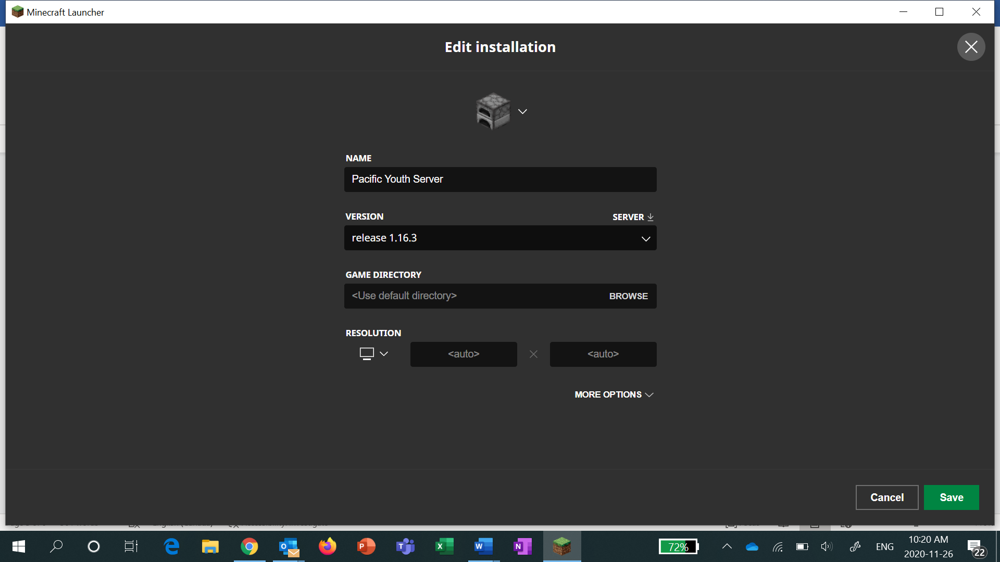 Minecraft Launcher
Edit installation
NAME
Pacific Youth Server
VERSION
SERVER
release 1.16.3
GAME DIRECTORY
<Use default directory>
BROWSE
RESOLUTION
<auto>
<auto>
MORE OPTIONS
Cancel
Save
72%
ENG
10:20 AM
2020-11-26
22